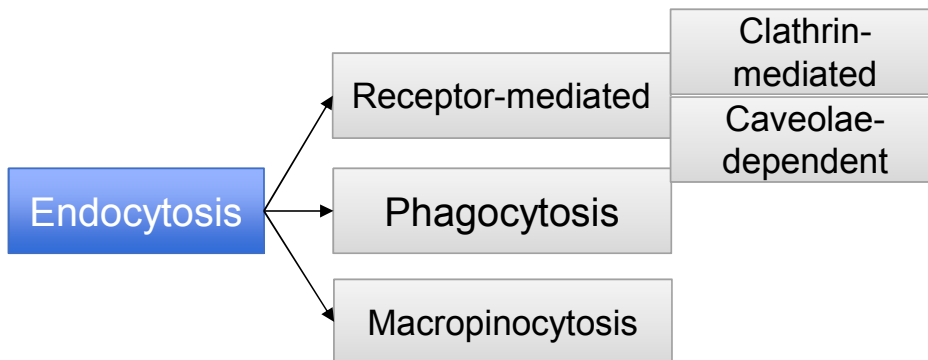 Clathrin-
mediated
Receptor-mediated
Caveolae-
dependent
Endocytosis
Phagocytosis
Macropinocytosis